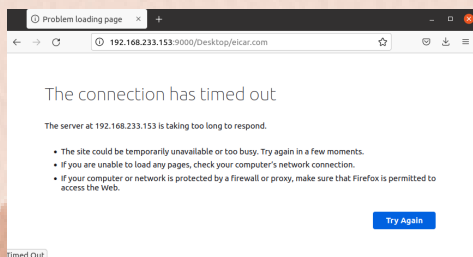 Problem loading page
192.168.233.153:9000/Desktop/eicar.com
The connection has timed out
The server at 192.168.233.153 is taking too long to respond.
The site could be temporarily unavailable or too busy. Try again in a few moments.
If you are unable to load any pages, check your computer's network connection.
If your computer or network is protected by a firewall or proxy, make sure that Firefox is permitted to
access the Web.
Try Again
Timed Out